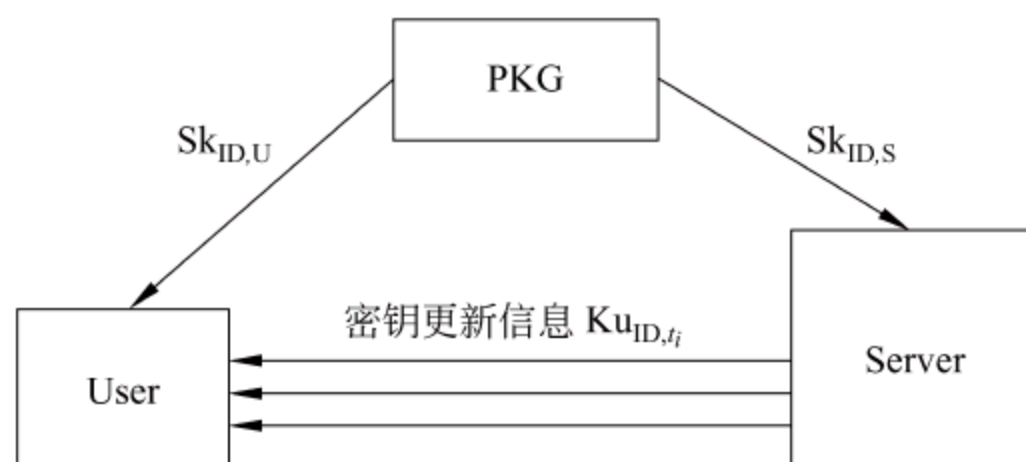 PKG
Sk_ID,U
Sk_ID,S
密钥更新信息 Ku_ID,t_i
Server
User